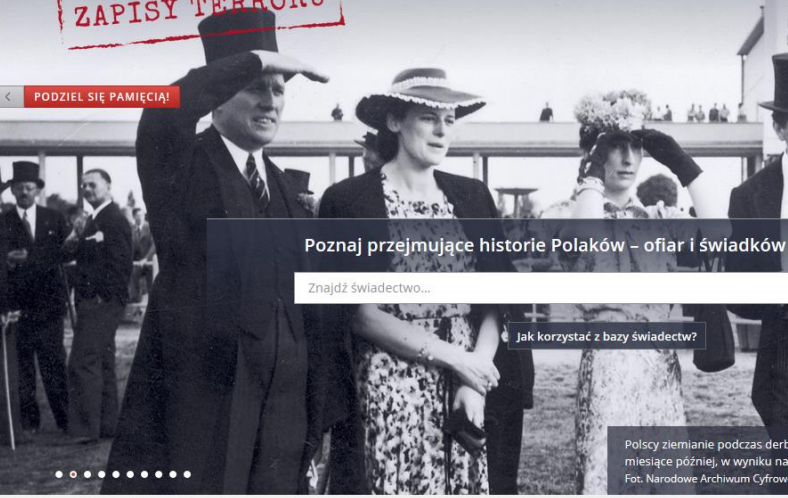 ZAPISY TERRORU
PODZIEL SIĘ PAMIĘCIĄ!
Poznaj przejmujące historie Polaków – ofiar i świadków
Znajdź świadectwo...
Jak korzystać z bazy świadectw?
Polscy ziemianie podczas derb
miesiące później, w wyniku na
Fot. Narodowe Archiwum Cyfrow